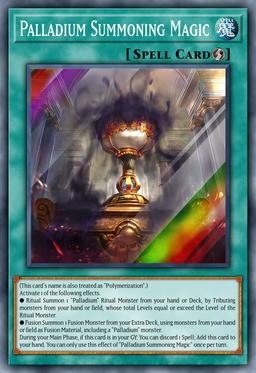 PALLADIUM SUMMONING MAGIC
[SPELL CARD]
(This card's name is also treated as "Polymerization".)
Activate 1 of the following effects.
● Ritual Summon 1 "Palladium" Ritual Monster from your hand or Deck, by Tributing
monsters from your hand or field, whose total Levels equal or exceed the Level of the
Ritual Monster.
● Fusion Summon 1 Fusion Monster from your Extra Deck, using monsters from your hand
or field as Fusion Material, including a "Palladium" monster.
During your Main Phase, if this card is in your GY: You can discard 1 Spell; Add this card to
your hand. You can only use this effect of "Palladium Summoning Magic" once per turn.